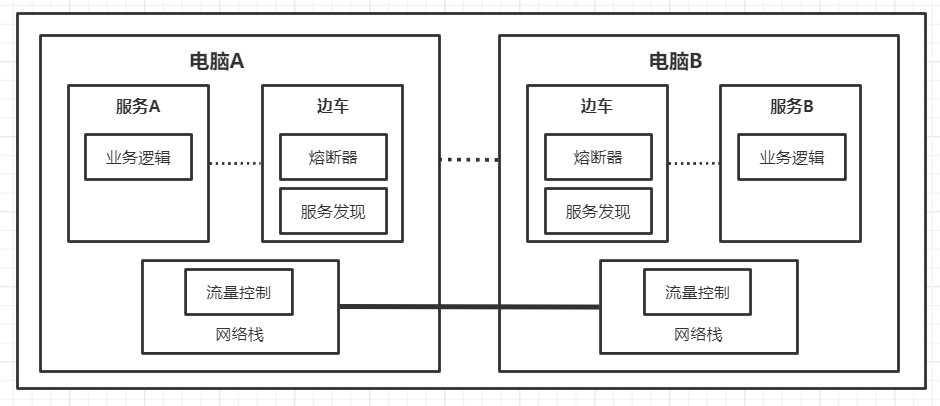 电脑A
服务A
业务逻辑
边车
熔断器
服务发现
流量控制
网络栈
电脑B
边车
熔断器
服务发现
服务B
业务逻辑
流量控制
网络栈